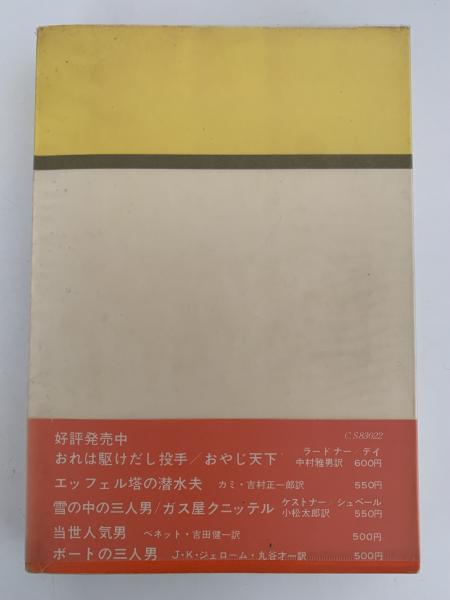 好評発売中 CS83022
おれは駆けだし投手/おやじ天下 ラードナー/デイ 中村雅男訳 600円
エッフェル塔の潜水夫 カミ・吉村正一郎訳 550円
雪の中の三人男/ガス屋クニッテル ケストナー/シュペール 小松太郎訳 550円
当世人気男 ベネット・吉田健一訳 500円
ボートの三人男 J・K・ジェローム・丸谷才一訳 500円